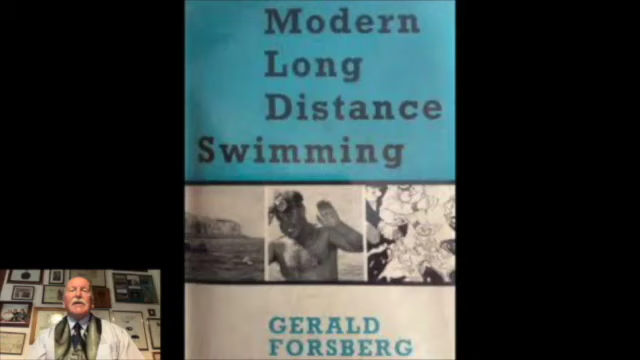 Modern
Long
Distance
Swimming
GERALD
FORSBERG